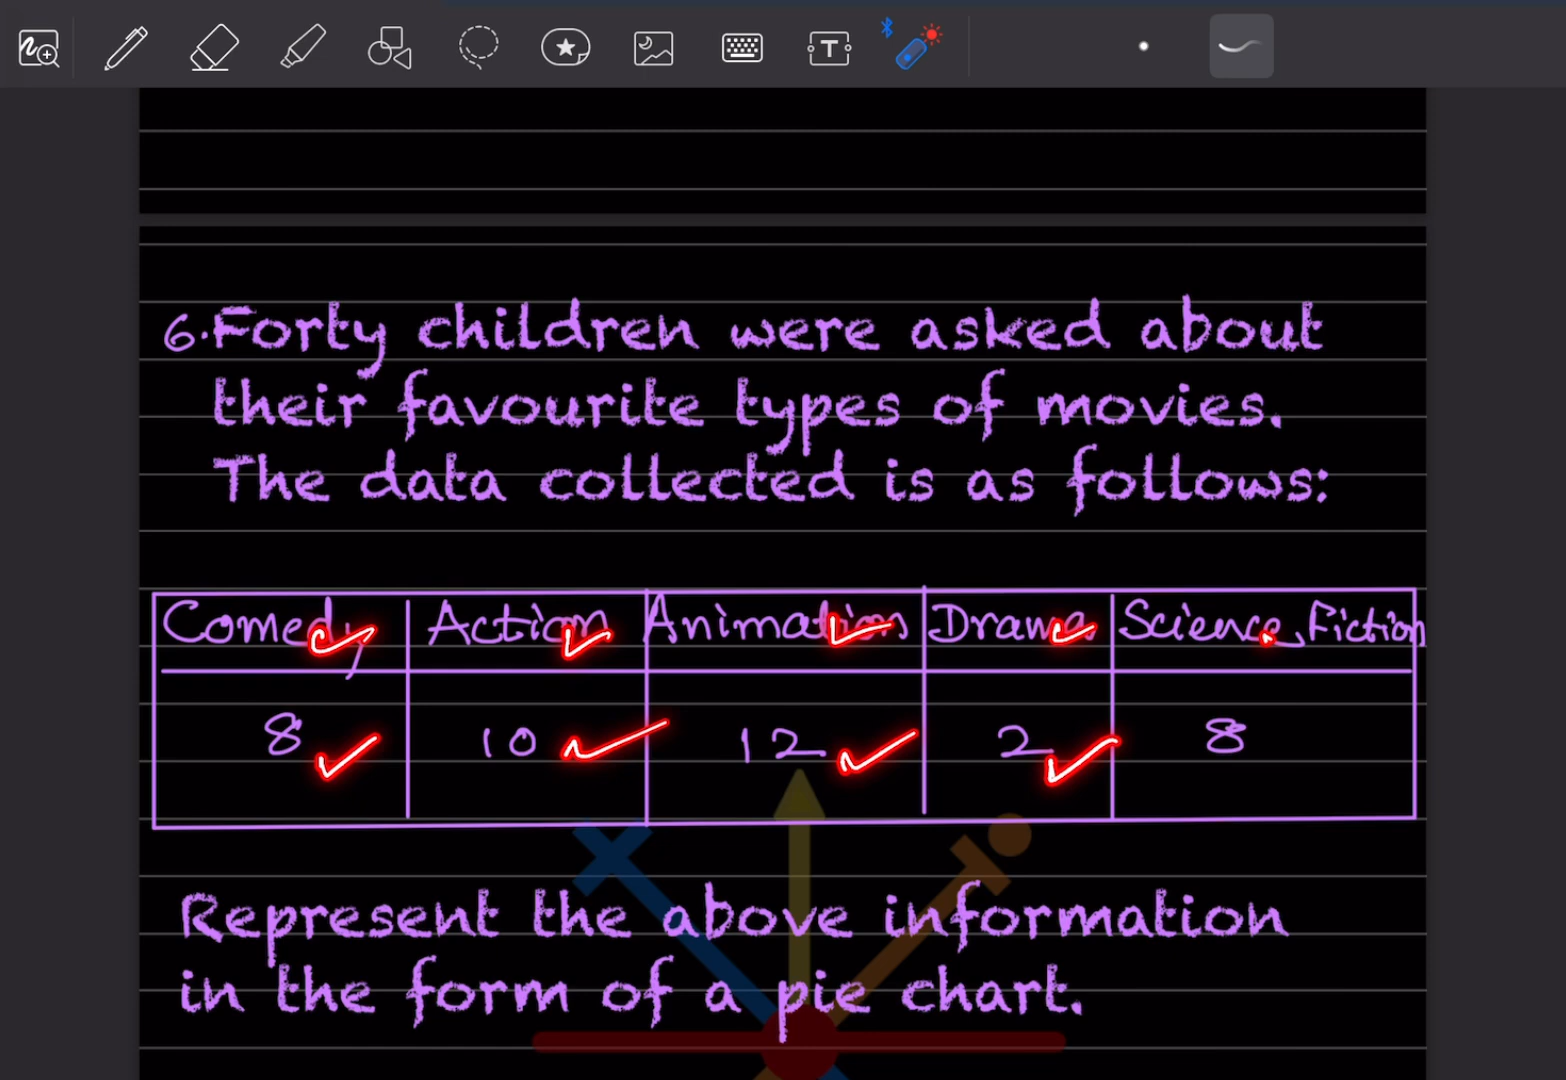 6. Forty children were asked about
their favourite types of movies.
The data collected is as follows:
Comedy Action Animation Drama Science Fiction
8 10 12 2 8
Represent the above information
in the form of a pie chart.